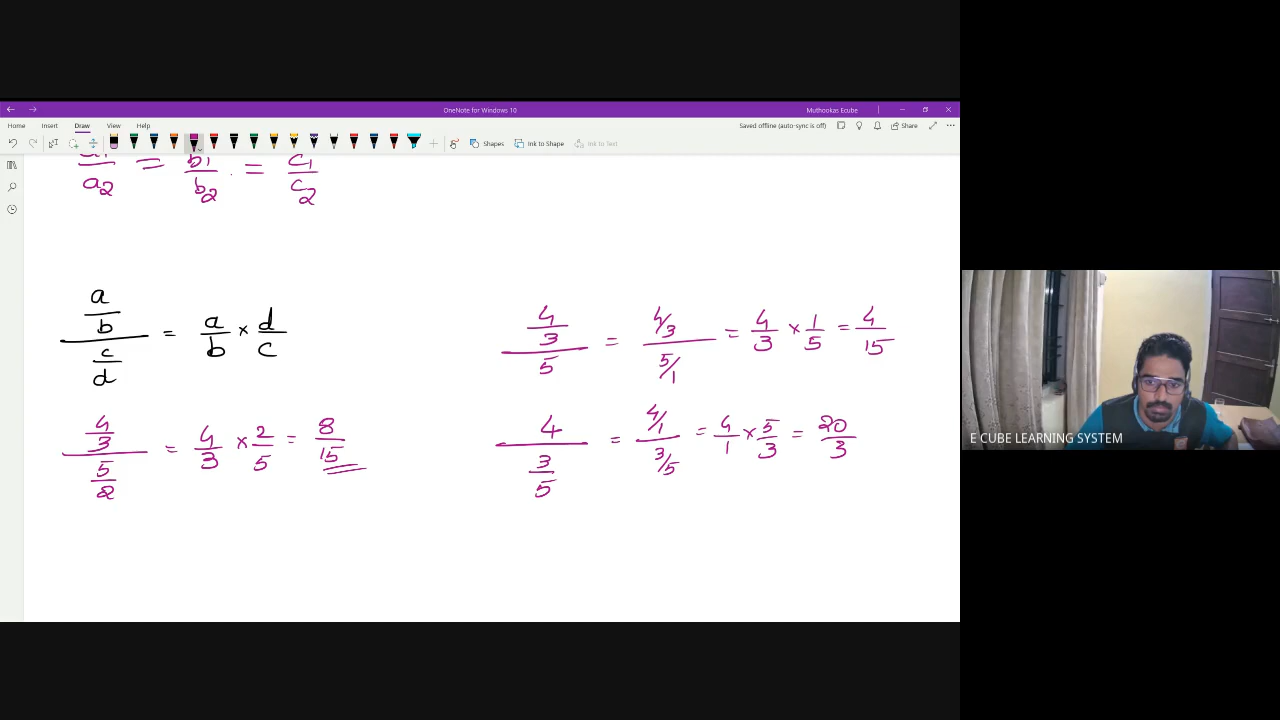 OneNote for Windows 10
Muthookas Ecube
Home Insert Draw View Help
Saved offline (auto-sync is off) Share
Shapes Ink to Shape Ink to Text
a1/a2 = b1/b2 = c1/c2
(a/b)/(c/d) = a/b × d/c
(4/3)/5 = (4/3)/(5/1) = 4/3 × 1/5 = 4/15
(4/3)/(5/2) = 4/3 × 2/5 = 8/15
4/(3/5) = (4/1)/(3/5) = 4/1 × 5/3 = 20/3
E CUBE LEARNING SYSTEM